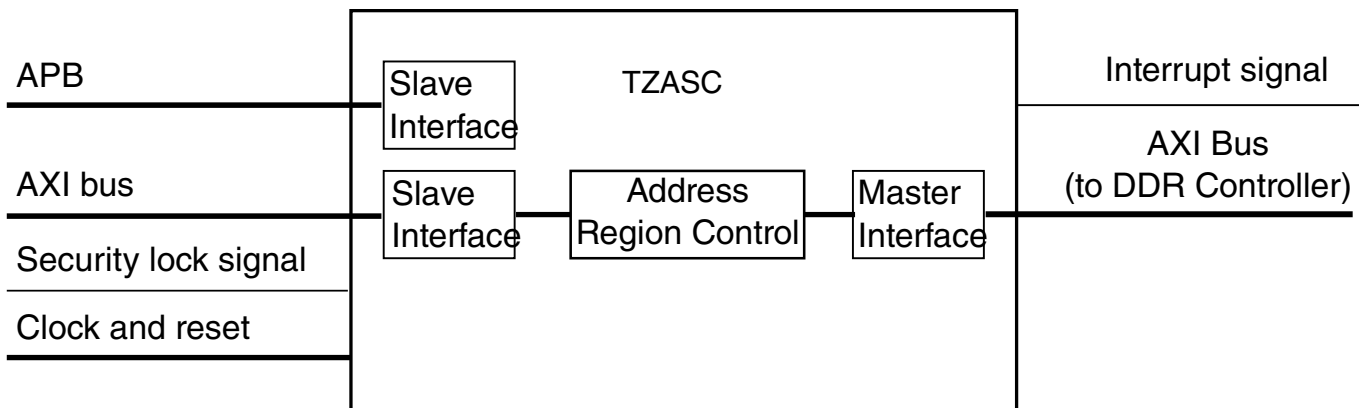 APB
Slave
Interface
TZASC
Interrupt signal
AXI bus
Slave
Interface
Address
Region Control
Master
Interface
AXI Bus
(to DDR Controller)
Security lock signal
Clock and reset